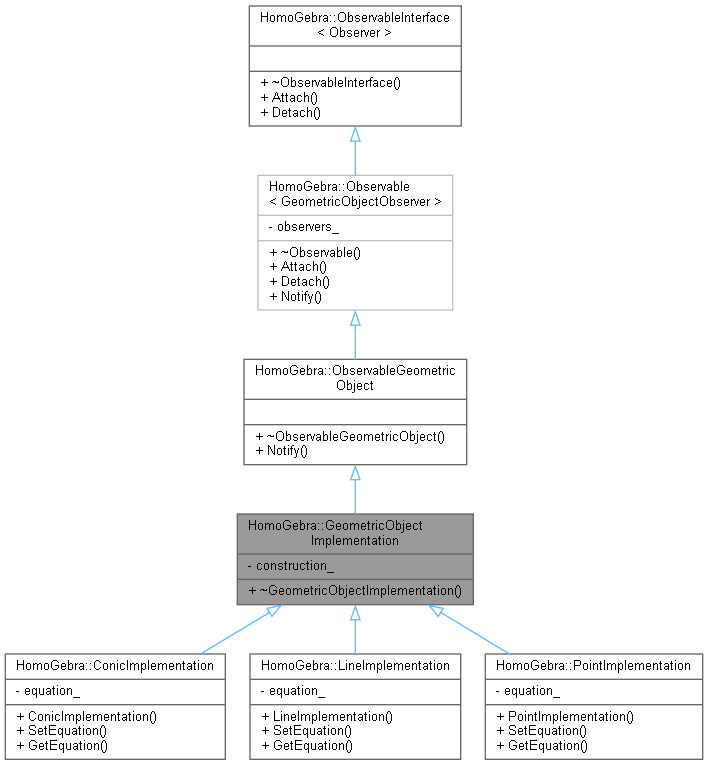 HomoGebra::ObservableInterface
< Observer >
+ ~ObservableInterface()
+ Attach()
+ Detach()
HomoGebra::Observable
< GeometricObjectObserver >
- observers_
+ ~Observable()
+ Attach()
+ Detach()
+ Notify()
HomoGebra::ObservableGeometric
Object
+ ~ObservableGeometricObject()
+ Notify()
HomoGebra::GeometricObject
Implementation
- construction_
+ ~GeometricObjectImplementation()
HomoGebra::ConicImplementation
- equation_
+ ConicImplementation()
+ SetEquation()
+ GetEquation()
HomoGebra::LineImplementation
- equation_
+ LineImplementation()
+ SetEquation()
+ GetEquation()
HomoGebra::PointImplementation
- equation_
+ PointImplementation()
+ SetEquation()
+ GetEquation()